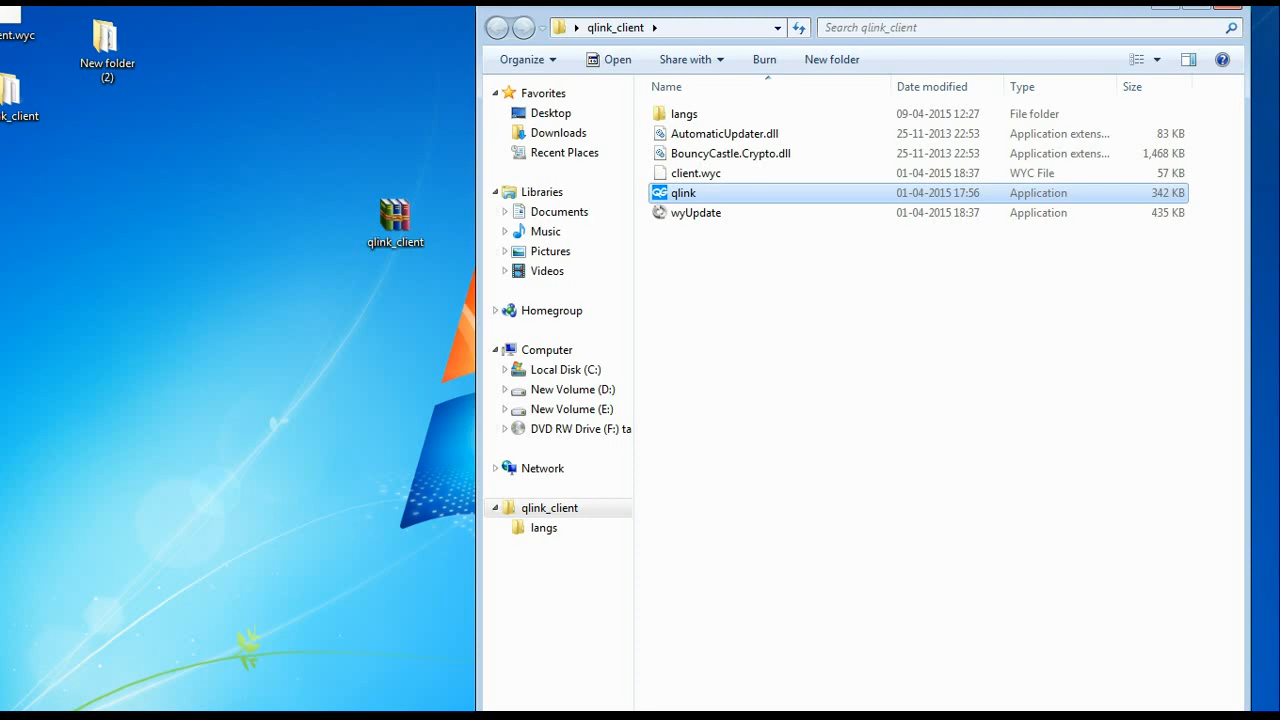 ent.wyc
New folder
(2)
k_client
qlink_client
qlink_client
Search qlink_client
Organize
Open
Share with
Burn
New folder
Name
Date modified
Type
Size
Favorites
Desktop
Downloads
Recent Places
Libraries
Documents
Music
Pictures
Videos
Homegroup
Computer
Local Disk (C:)
New Volume (D:)
New Volume (E:)
DVD RW Drive (F:) ta
Network
qlink_client
langs
langs 09-04-2015 12:27 File folder
AutomaticUpdater.dll 25-11-2013 22:53 Application extens... 83 KB
BouncyCastle.Crypto.dll 25-11-2013 22:53 Application extens... 1,468 KB
client.wyc 01-04-2015 18:37 WYC File 57 KB
QS qlink 01-04-2015 17:56 Application 342 KB
wyUpdate 01-04-2015 18:37 Application 435 KB